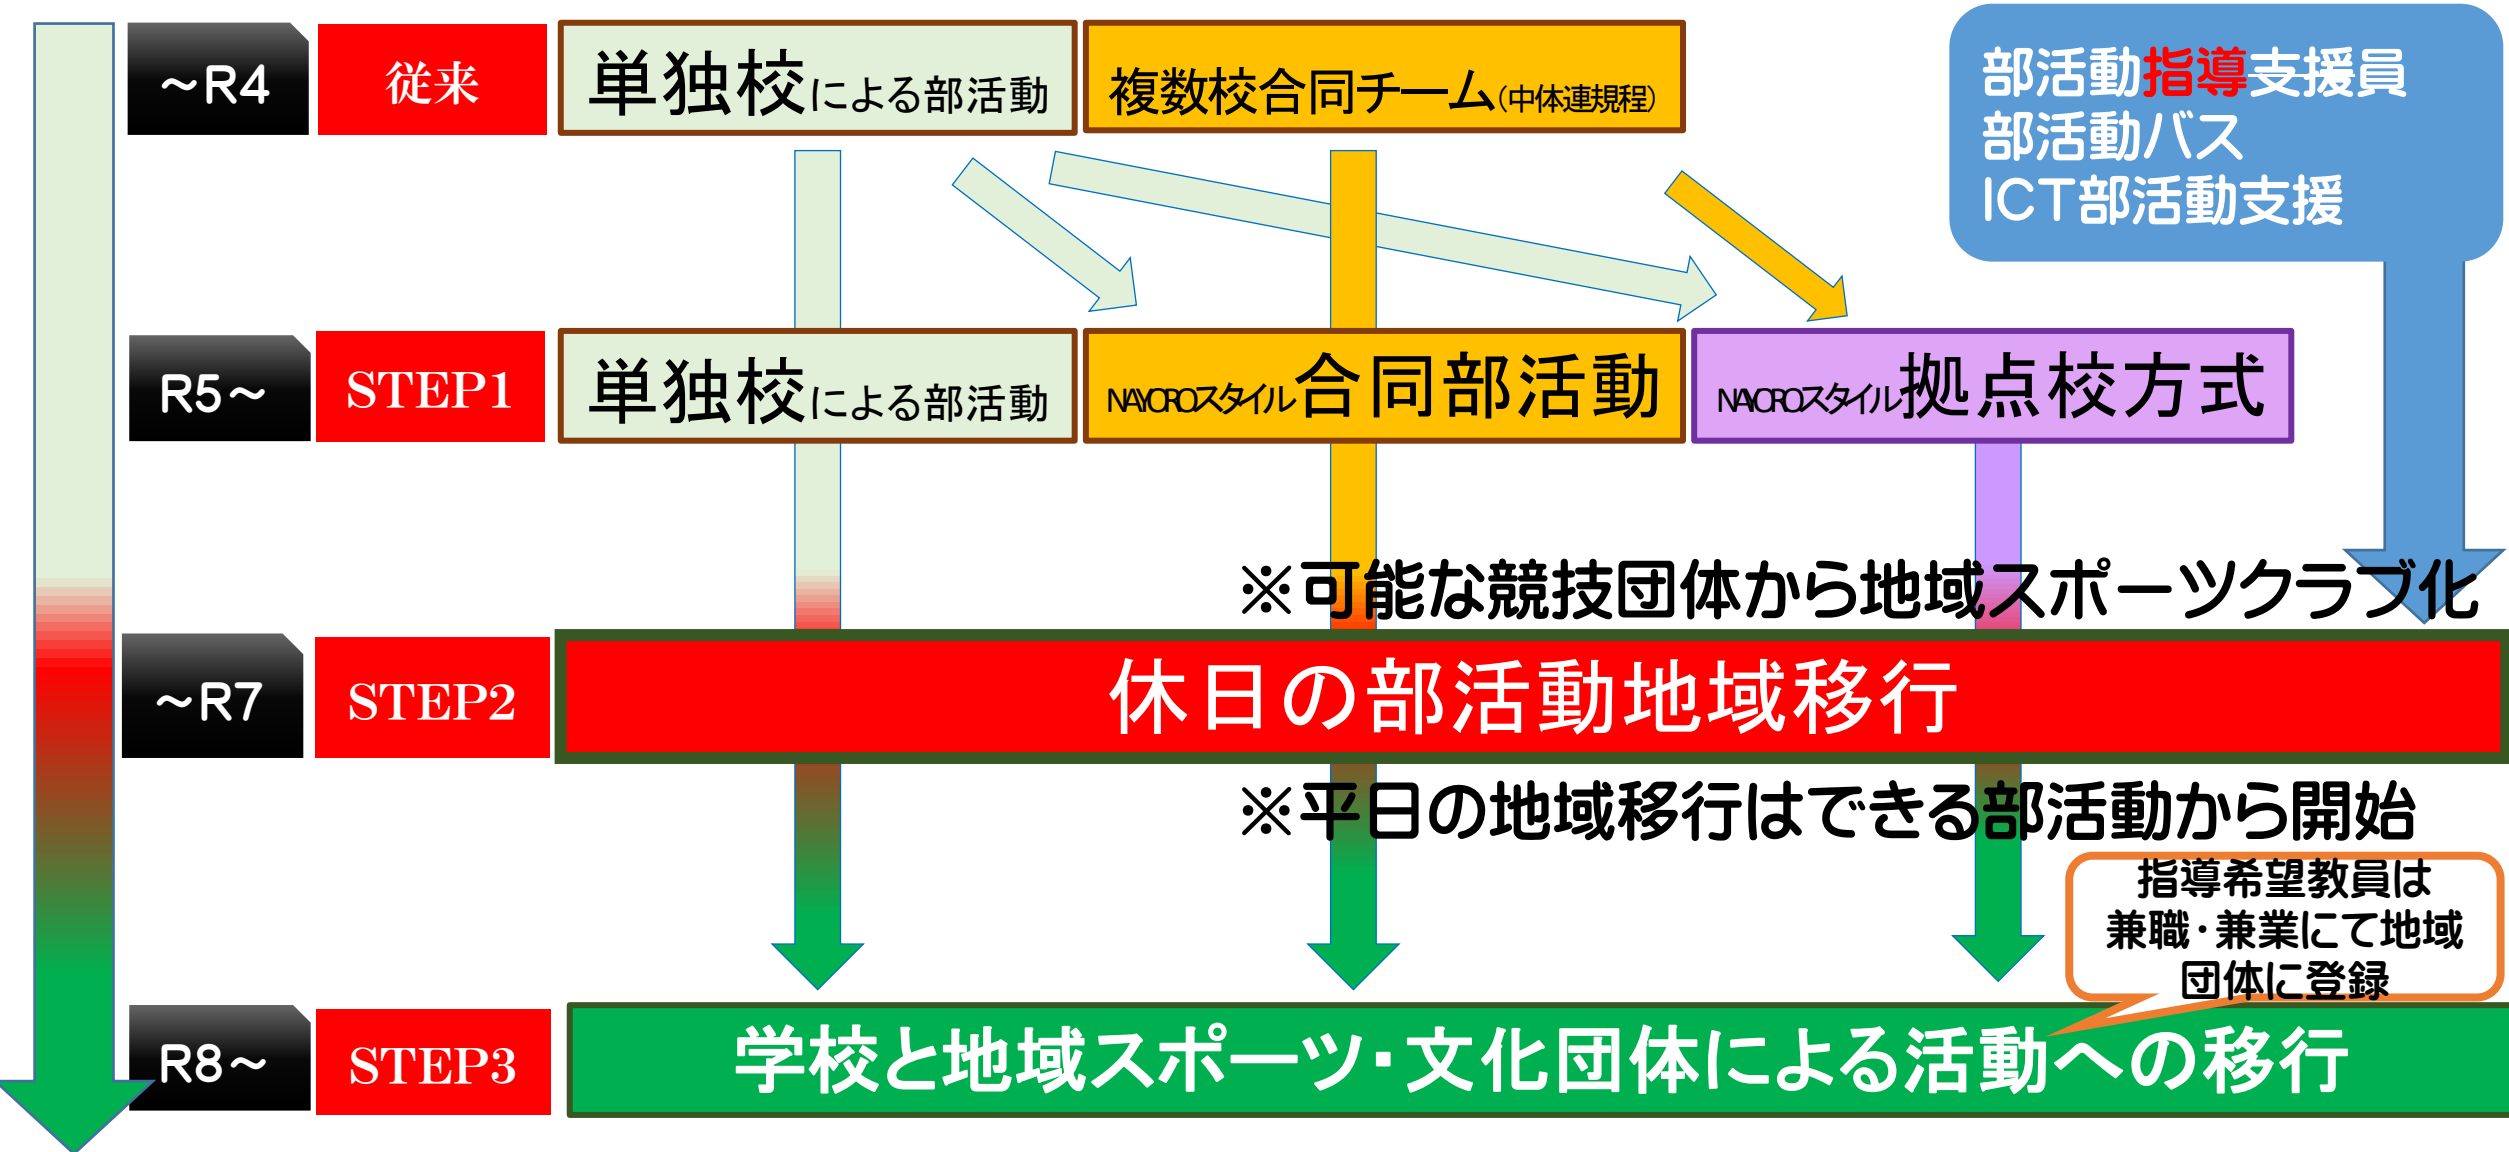 ～R4
従来
単独校による部活動
複数校合同チーム(中体連規程)
部活動指導支援員
部活動バス
ICT部活動支援
R5～
STEP1
単独校による部活動
NAYOROスタイル合同部活動
NAYOROスタイル拠点校方式
※可能な競技団体から地域スポーツクラブ化
～R7
STEP2
休日の部活動地域移行
※平日の地域移行はできる部活動から開始
指導希望教員は
兼職・兼業にて地域
団体に登録
R8～
STEP3
学校と地域スポーツ・文化団体による活動への移行